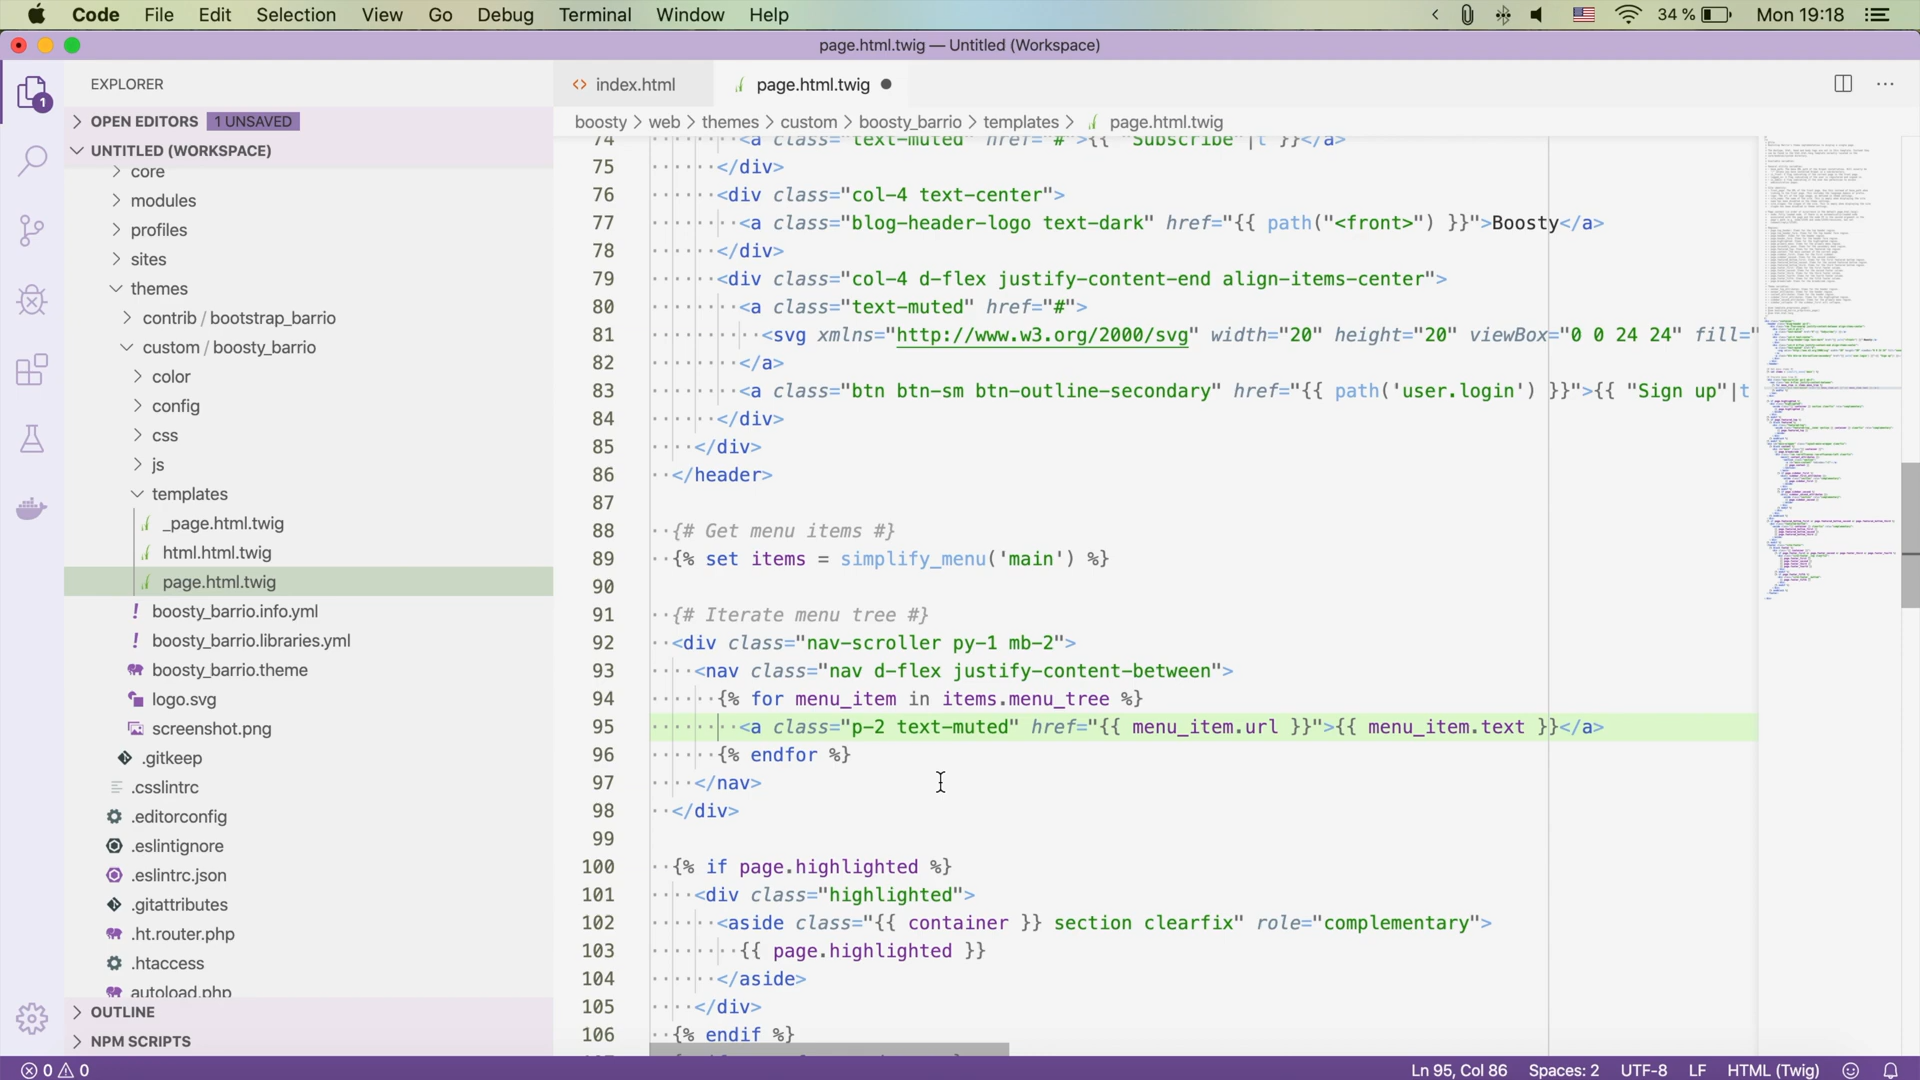 Code File Edit Selection View Go Debug Terminal Window Help
34 % Mon 19:18
page.html.twig — Untitled (Workspace)
EXPLORER
index.html
page.html.twig
OPEN EDITORS 1 UNSAVED
boosty > web > themes > custom > boosty_barrio > templates > page.html.twig
UNTITLED (WORKSPACE)
core
modules
profiles
sites
themes
contrib / bootstrap_barrio
custom / boosty_barrio
color
config
css
js
templates
_page.html.twig
html.html.twig
page.html.twig
boosty_barrio.info.yml
boosty_barrio.libraries.yml
boosty_barrio.theme
logo.svg
screenshot.png
.gitkeep
.csslintrc
.editorconfig
.eslintignore
.eslintrc.json
.gitattributes
.ht.router.php
.htaccess
autoload.php
OUTLINE
NPM SCRIPTS
74 <a class="text-muted" href="#">{{ "Subscribe"|t }}</a>
75 </div>
76 <div class="col-4 text-center">
77 <a class="blog-header-logo text-dark" href="{{ path("<front>") }}">Boosty</a>
78 </div>
79 <div class="col-4 d-flex justify-content-end align-items-center">
80 <a class="text-muted" href="#">
81 <svg xmlns="http://www.w3.org/2000/svg" width="20" height="20" viewBox="0 0 24 24" fill="
82 </a>
83 <a class="btn btn-sm btn-outline-secondary" href="{{ path('user.login') }}">{{ "Sign up"|t
84 </div>
85 </div>
86 </header>
87
88 {# Get menu items #}
89 {% set items = simplify_menu('main') %}
90
91 {# Iterate menu tree #}
92 <div class="nav-scroller py-1 mb-2">
93 <nav class="nav d-flex justify-content-between">
94 {% for menu_item in items.menu_tree %}
95 <a class="p-2 text-muted" href="{{ menu_item.url }}">{{ menu_item.text }}</a>
96 {% endfor %}
97 </nav>
98 </div>
99
100 {% if page.highlighted %}
101 <div class="highlighted">
102 <aside class="{{ container }} section clearfix" role="complementary">
103 {{ page.highlighted }}
104 </aside>
105 </div>
106 {% endif %}
0 0 Ln 95, Col 86 Spaces: 2 UTF-8 LF HTML (Twig)